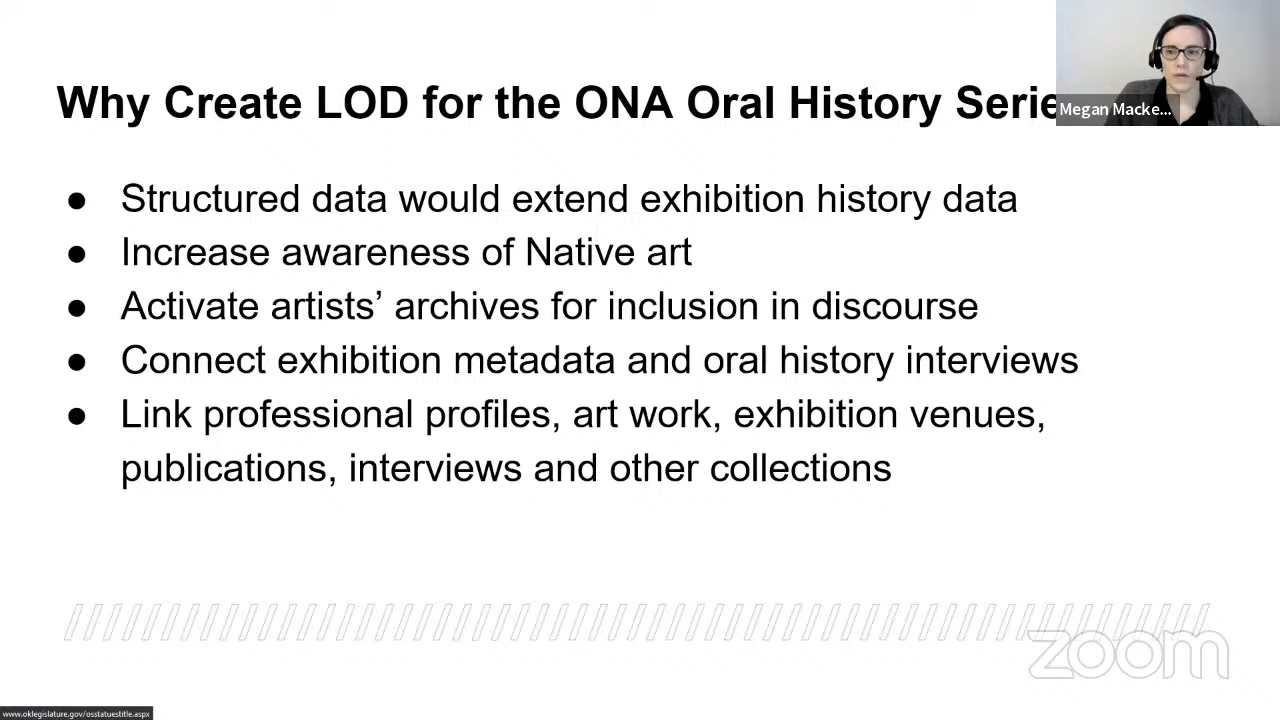 Why Create LOD for the ONA Oral History Serie
Megan Macke...
● Structured data would extend exhibition history data
● Increase awareness of Native art
● Activate artists’ archives for inclusion in discourse
● Connect exhibition metadata and oral history interviews
● Link professional profiles, art work, exhibition venues,
publications, interviews and other collections
zoom
www.oklegislature.gov/osstatuestitle.aspx